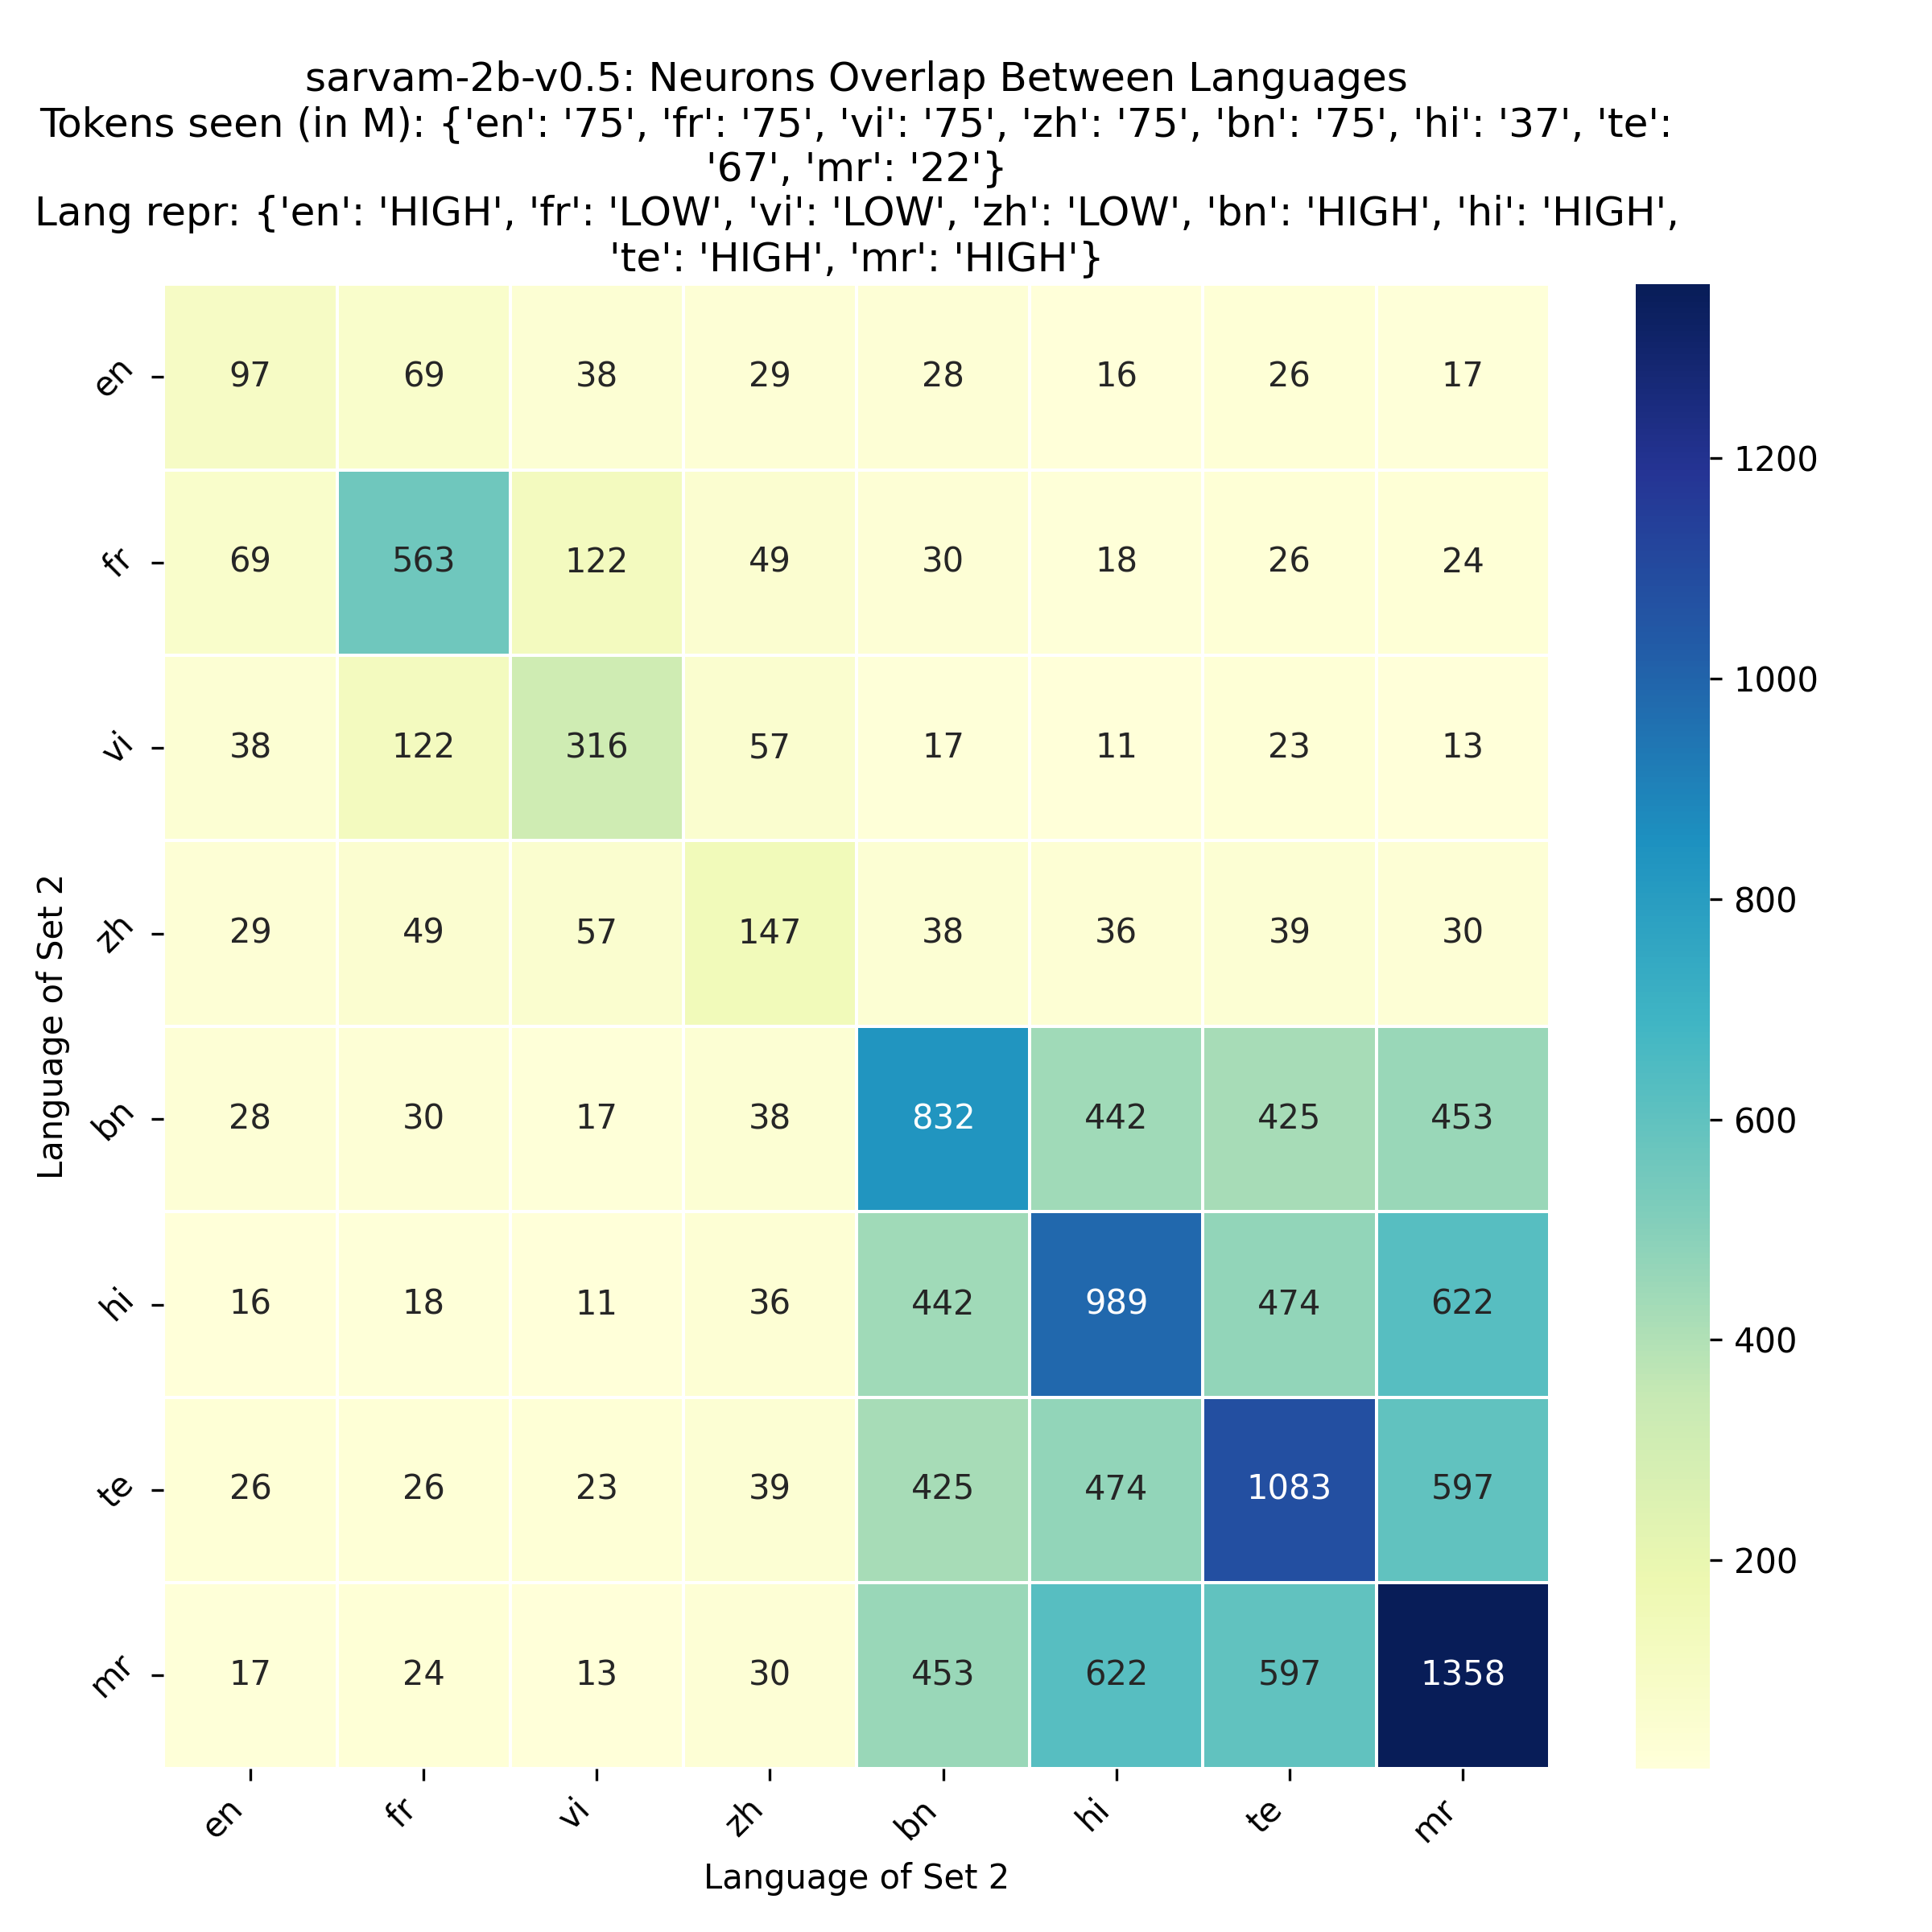 sarvam-2b-v0.5: Neurons Overlap Between Languages
Tokens seen (in M): {'en': '75', 'fr': '75', 'vi': '75', 'zh': '75', 'bn': '75', 'hi': '37', 'te':
'67', 'mr': '22'}
Lang repr: {'en': 'HIGH', 'fr': 'LOW', 'vi': 'LOW', 'zh': 'LOW', 'bn': 'HIGH', 'hi': 'HIGH',
'te': 'HIGH', 'mr': 'HIGH'}
en 97 69 38 29 28 16 26 17
fr 69 563 122 49 30 18 26 24
vi 38 122 316 57 17 11 23 13
zh 29 49 57 147 38 36 39 30
bn 28 30 17 38 832 442 425 453
hi 16 18 11 36 442 989 474 622
te 26 26 23 39 425 474 1083 597
mr 17 24 13 30 453 622 597 1358
en fr vi zh bn hi te mr
Language of Set 2
Language of Set 2
1200
1000
800
600
400
200